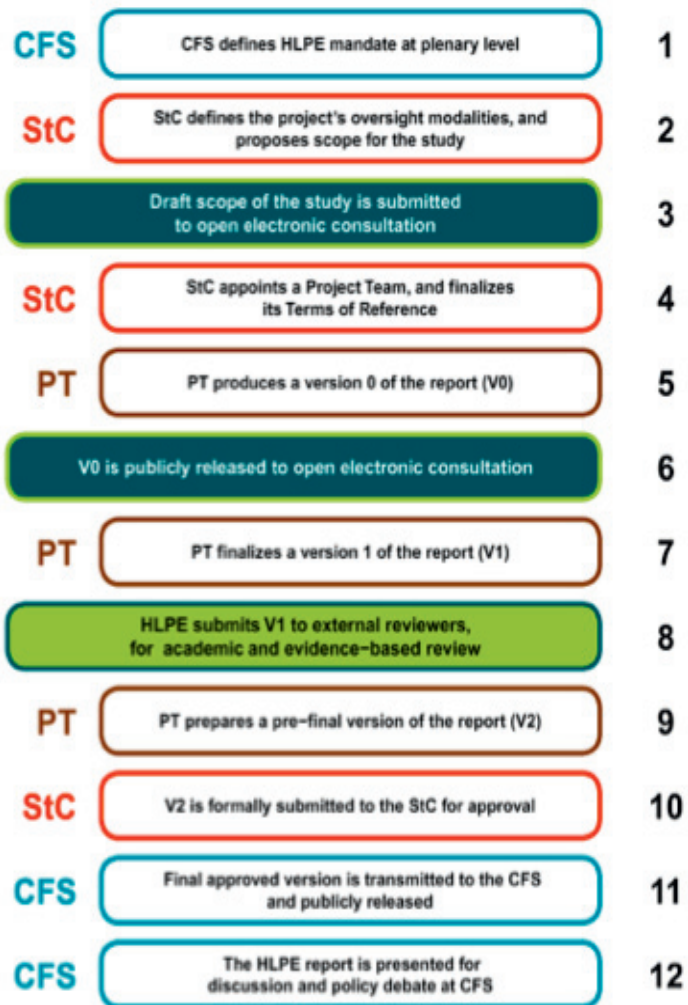 CFS
CFS defines HLPE mandate at plenary level
1
StC
StC defines the project's oversight modalities, and
proposes scope for the study
2
Draft scope of the study is submitted
to open electronic consultation
3
StC
StC appoints a Project Team, and finalizes
its Terms of Reference
4
PT
PT produces a version 0 of the report (V0)
5
V0 is publicly released to open electronic consultation
6
PT
PT finalizes a version 1 of the report (V1)
7
HLPE submits V1 to external reviewers,
for academic and evidence-based review
8
PT
PT prepares a pre-final version of the report (V2)
9
StC
V2 is formally submitted to the StC for approval
10
CFS
Final approved version is transmitted to the CFS
and publicly released
11
CFS
The HLPE report is presented for
discussion and policy debate at CFS
12